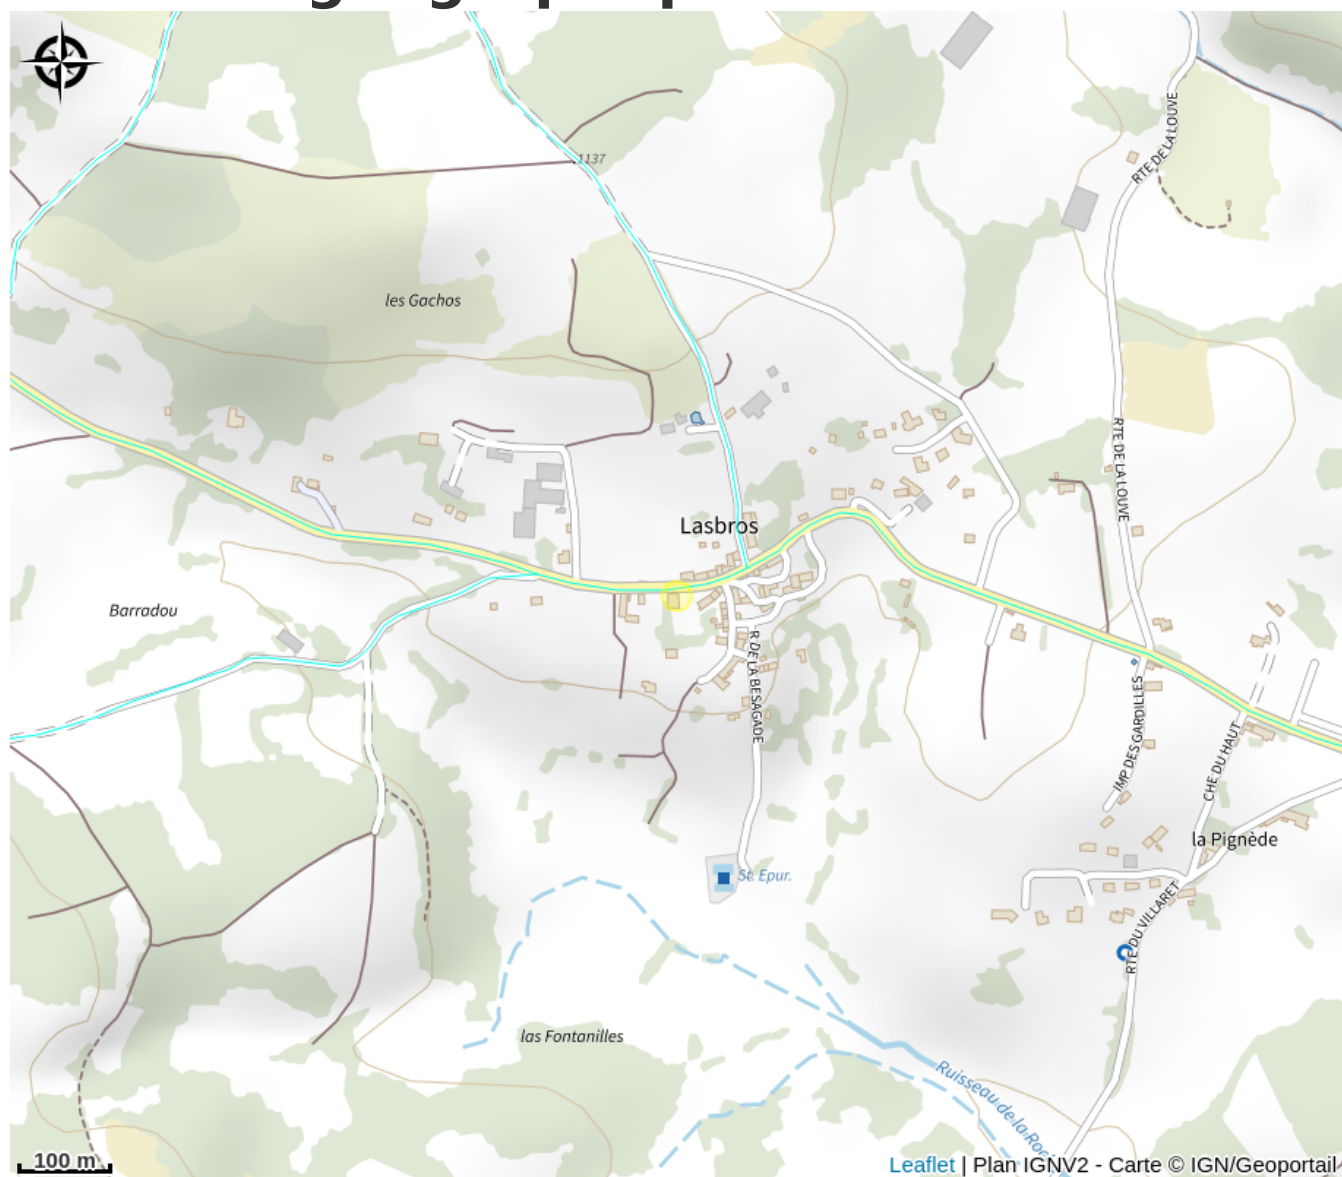 1137
RTE DE LA LOUVE
les Gachos
RTE DE LA LOUVE
Lasbros
Barradou
R DE LA BESAGADE
IMP DES GARDILLES
CHE DU HAUT
la Pignède
St. Epur.
RTE DU VILLARET
las Fontanilles
Ruisseau de la Roc
100 m
Leaflet | Plan IGNV2 - Carte © IGN/Geoportail